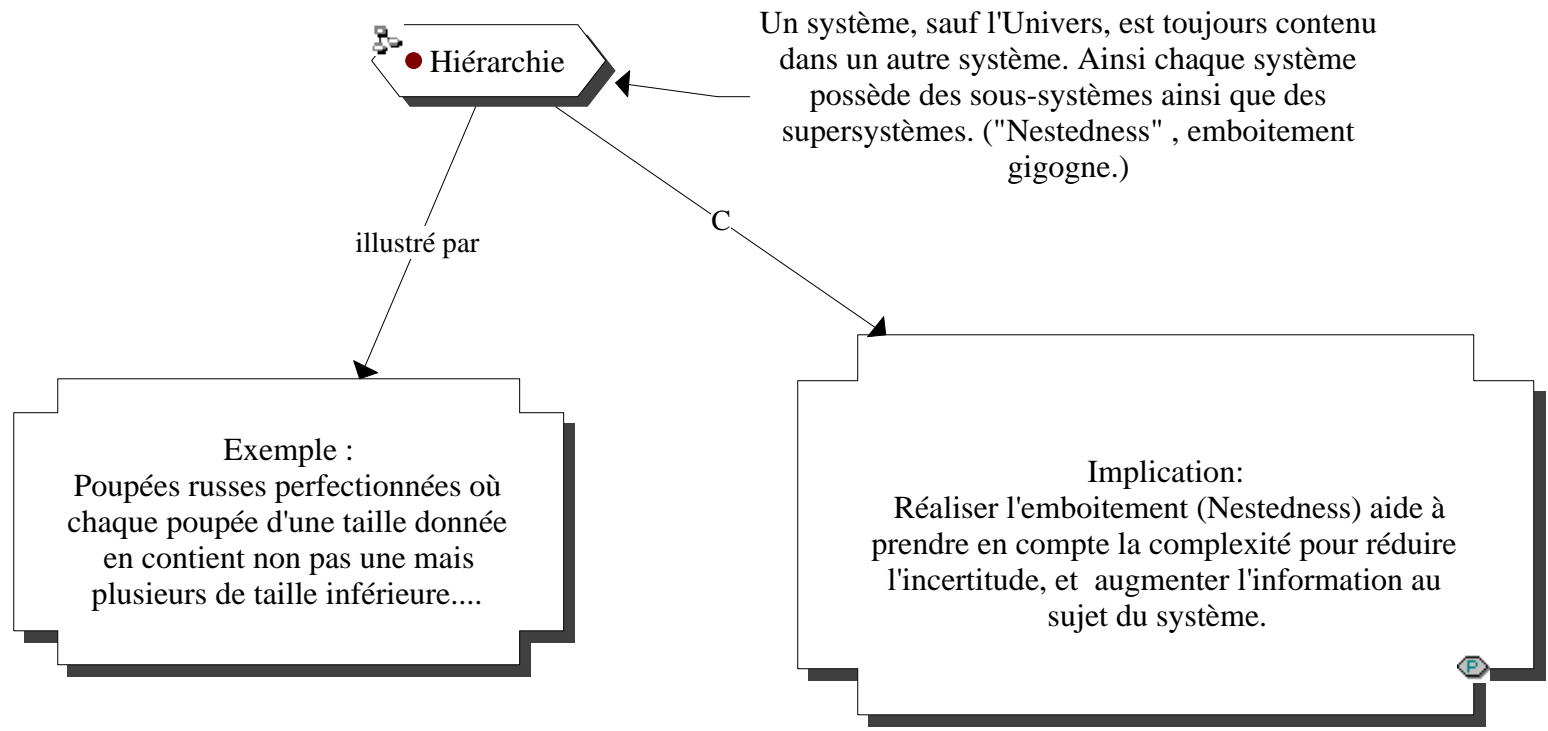 Hiérarchie
Un système, sauf l'Univers, est toujours contenu
dans un autre système. Ainsi chaque système
possède des sous-systèmes ainsi que des
supersystèmes. ("Nestedness" , emboitement
gigogne.)
illustré par
C
Exemple :
Poupées russes perfectionnées où
chaque poupée d'une taille donnée
en contient non pas une mais
plusieurs de taille inférieure....
Implication:
Réaliser l'emboitement (Nestedness) aide à
prendre en compte la complexité pour réduire
l'incertitude, et  augmenter l'information au
sujet du système.
P